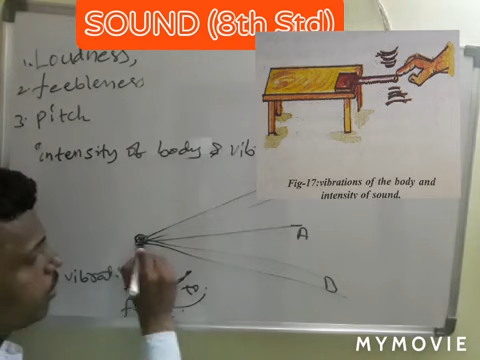 SOUND (8th Std)
1. Loudness,
2. feebleness
3. Pitch
intensity of body & vib
Fig-17:vibrations of the body and
intensity of sound.
A
D
to
MYMOVIE